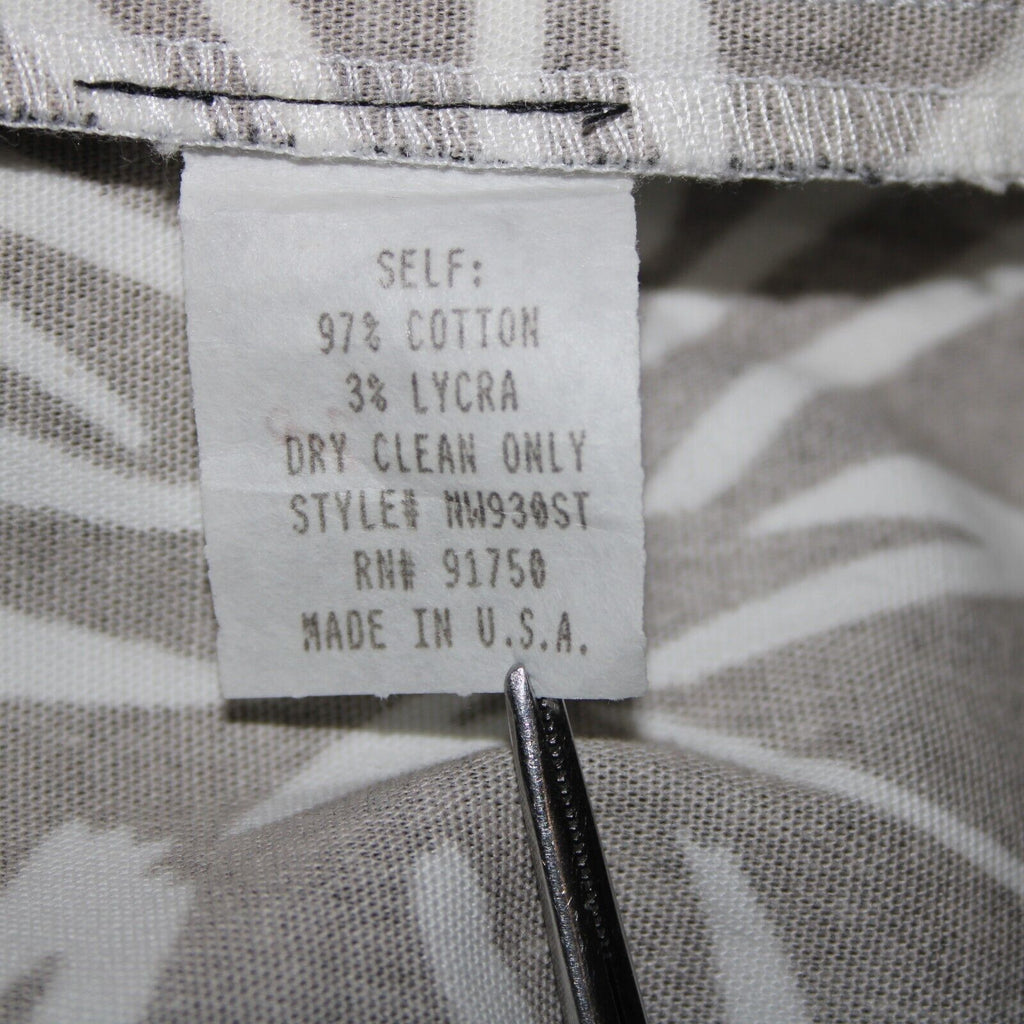 SELF:
97% COTTON
3% LYCRA
DRY CLEAN ONLY
STYLE# NW930ST
RN# 91750
MADE IN U.S.A.